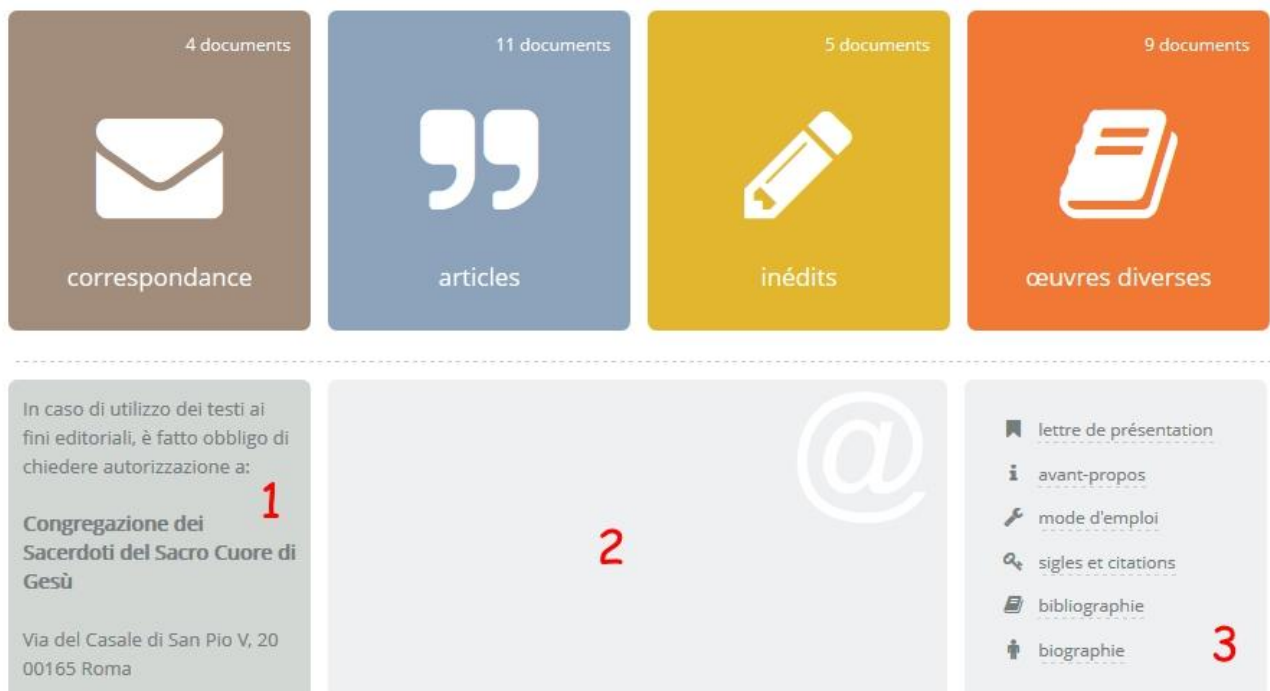 4 documents
11 documents
5 documents
9 documents
correspondance
articles
inédits
œuvres diverses
In caso di utilizzo dei testi ai
fini editoriali, è fatto obbligo di
chiedere autorizzazione a:
1
Congregazione dei
Sacerdoti del Sacro Cuore di
Gesù
Via del Casale di San Pio V, 20
00165 Roma
@
2
lettre de présentation
avant-propos
mode d'emploi
sigles et citations
bibliographie
biographie
3